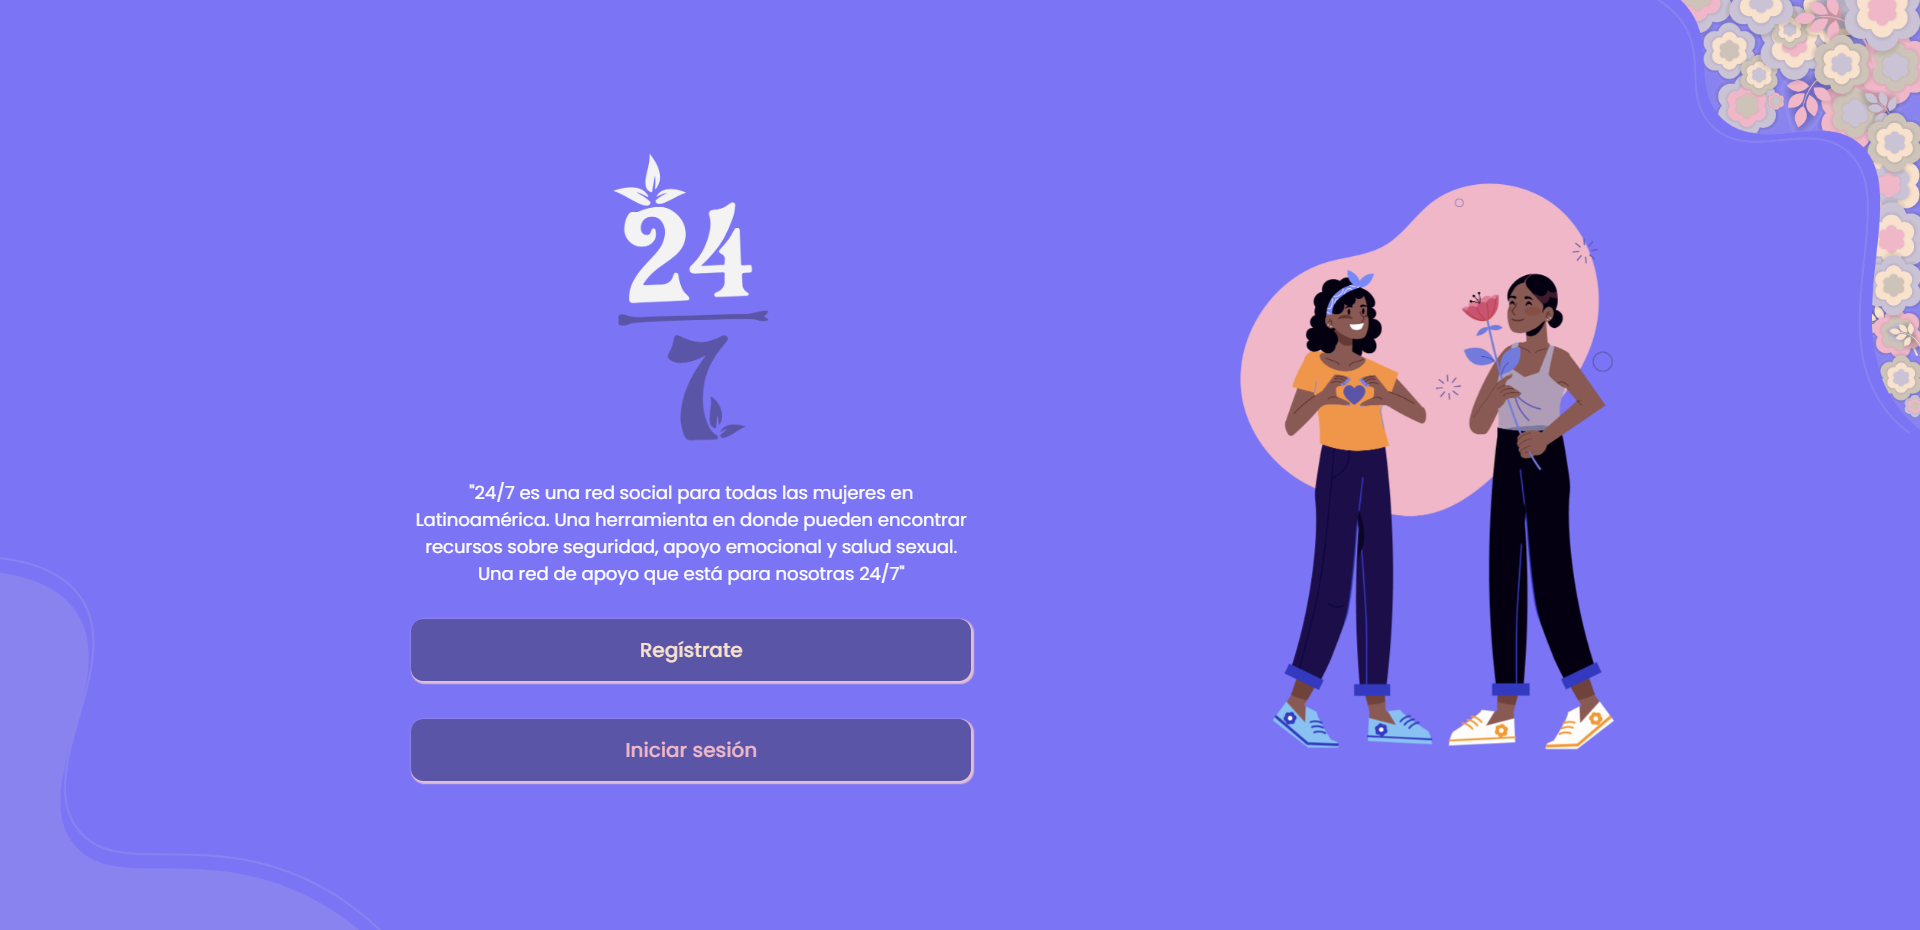 24
7
"24/7 es una red social para todas las mujeres en
Latinoamérica. Una herramienta en donde pueden encontrar
recursos sobre seguridad, apoyo emocional y salud sexual.
Una red de apoyo que está para nosotras 24/7"
Regístrate
Iniciar sesión